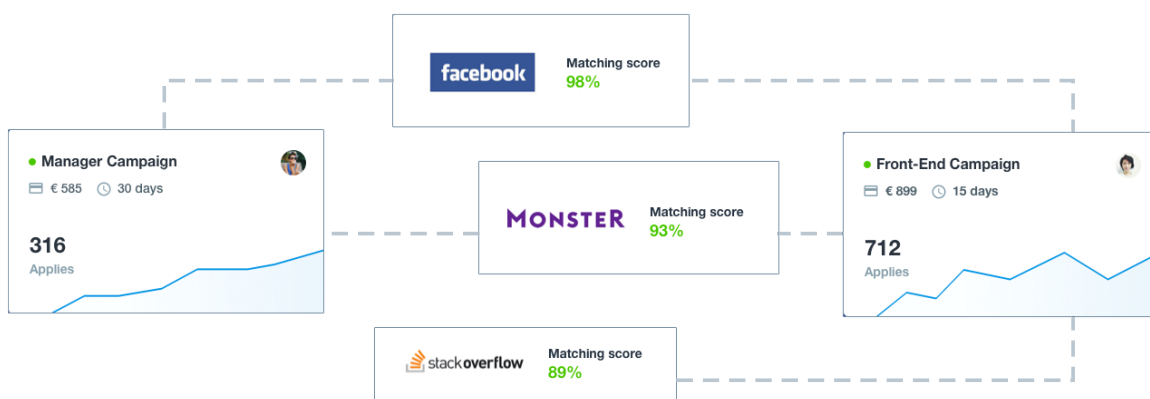 facebook
Matching score
98%
Manager Campaign
€ 585 30 days
316
Applies
MONSTER
Matching score
93%
Front-End Campaign
€ 899 15 days
712
Applies
stackoverflow
Matching score
89%